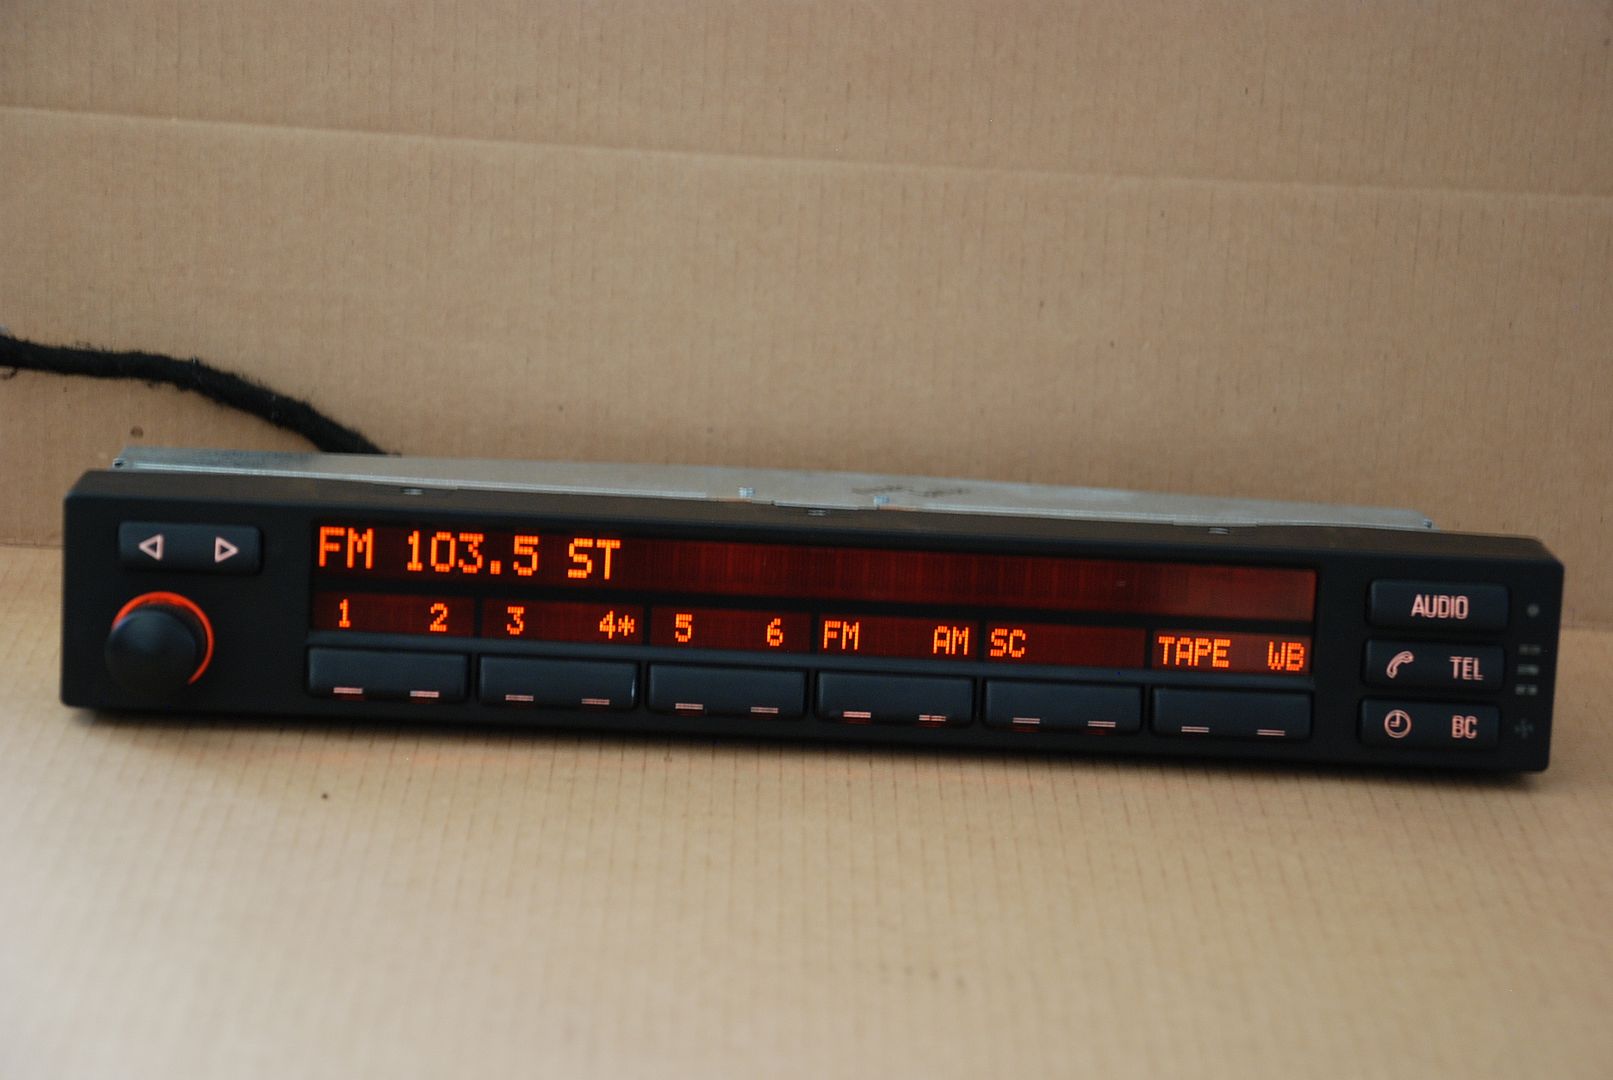 FM 103.5 ST
1 2 3 4* 5 6 FM AM SC TAPE WB
AUDIO
TEL
BC